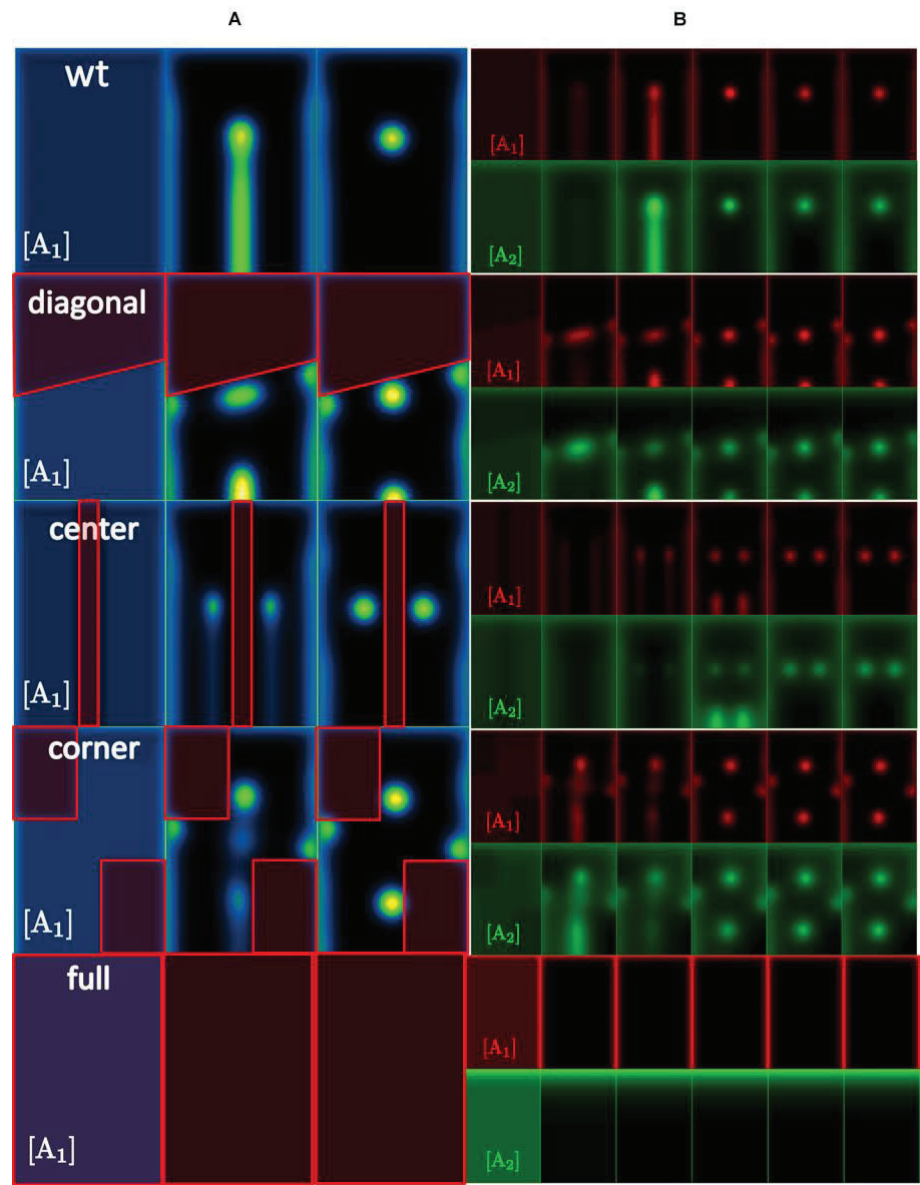 A B
wt
[A₁]
[A₁]
[A₂]
diagonal
[A₁]
[A₁]
[A₂]
center
[A₁]
[A₁]
[A₂]
corner
[A₁]
[A₁]
[A₂]
full
[A₁]
[A₁]
[A₂]